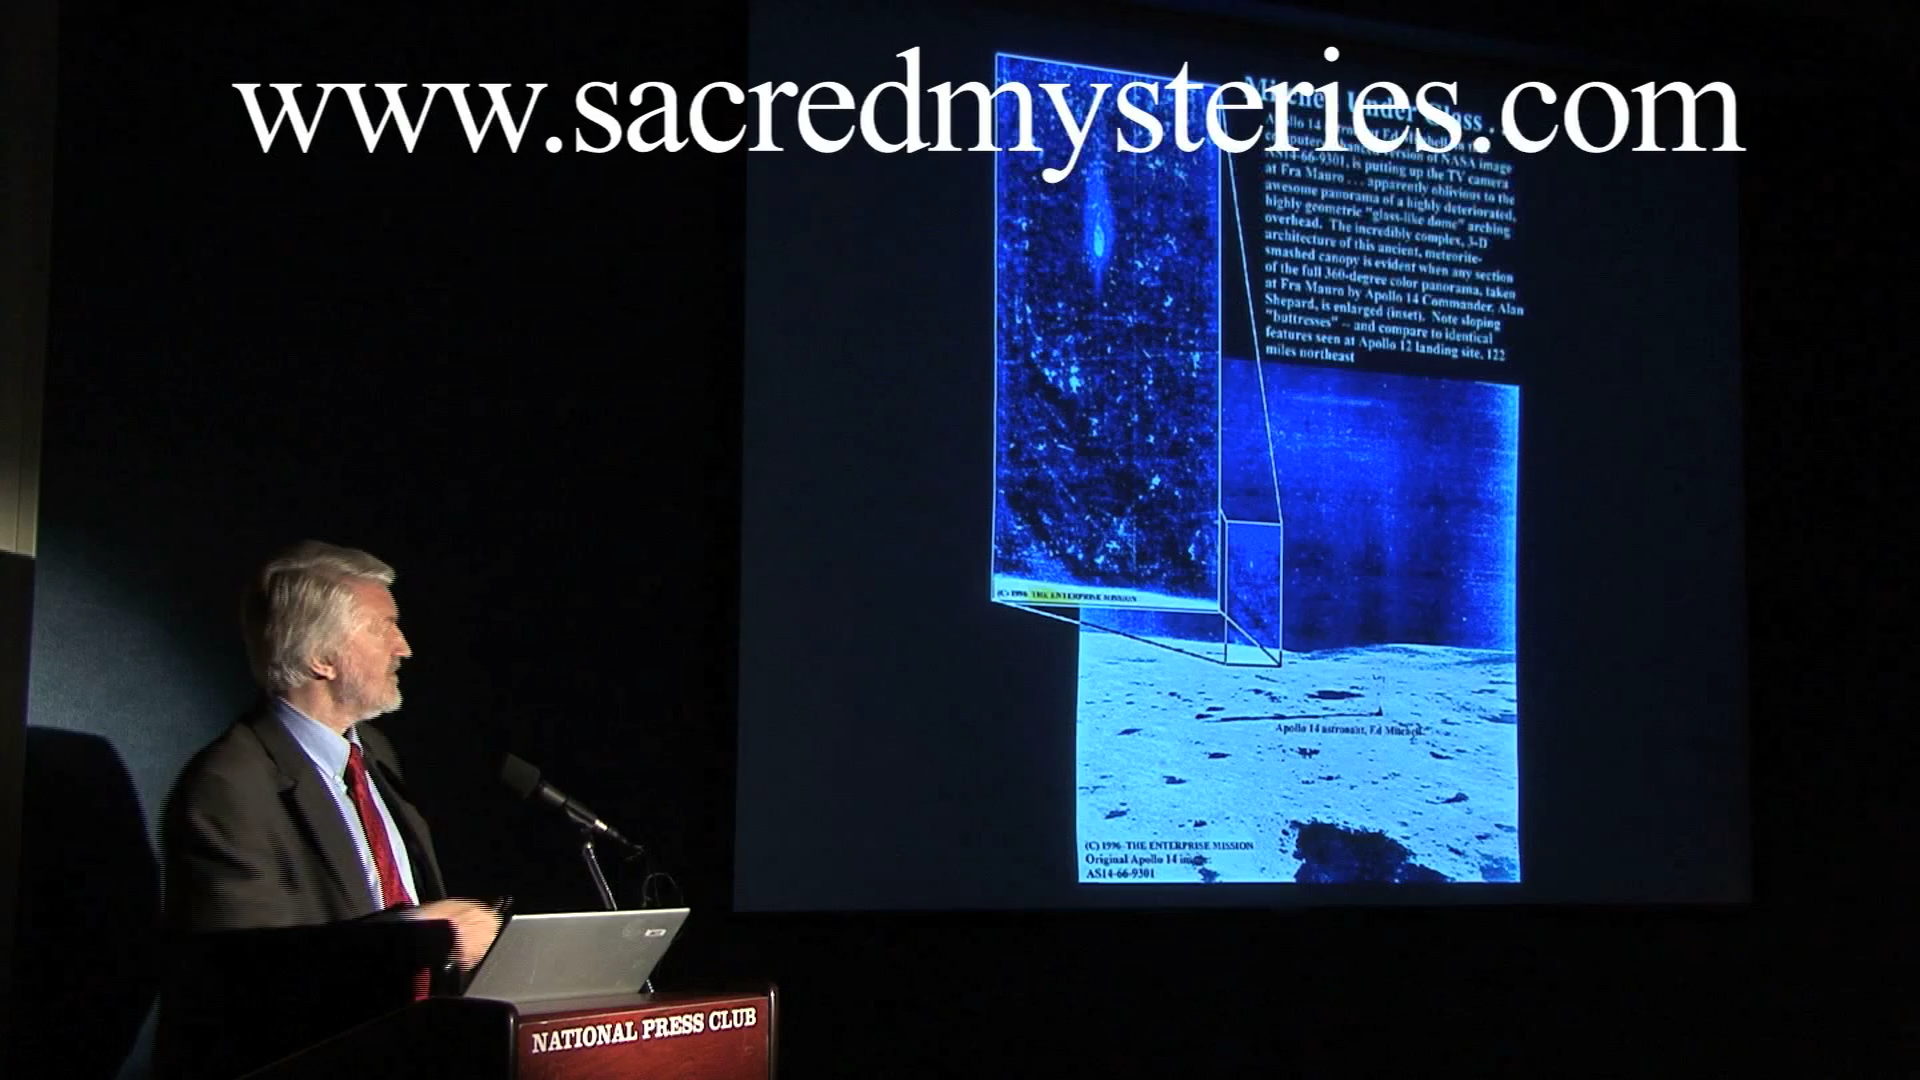 www.sacredmysteries.com
Under Glass . . .
Apollo 14 Ed Mitchell
computer enhanced version of NASA image
AS14-66-9301, is putting up the TV camera
at Fra Mauro . . . apparently oblivious to the
awesome panorama of a highly deteriorated,
highly geometric "glass-like dome" arching
overhead. The incredibly complex, 3-D
architecture of this ancient, meteorite-
smashed canopy is evident when any section
of the full 360-degree color panorama, taken
at Fra Mauro by Apollo 14 Commander, Alan
Shepard, is enlarged (inset). Note sloping
"buttresses" -- and compare to identical
features seen at Apollo 12 landing site, 122
miles northeast
(C) 1996 THE ENTERPRISE MISSION
Apollo 14 astronaut, Ed Mitchell
(C) 1996 THE ENTERPRISE MISSION
Original Apollo 14 image:
AS14-66-9301
NATIONAL PRESS CLUB